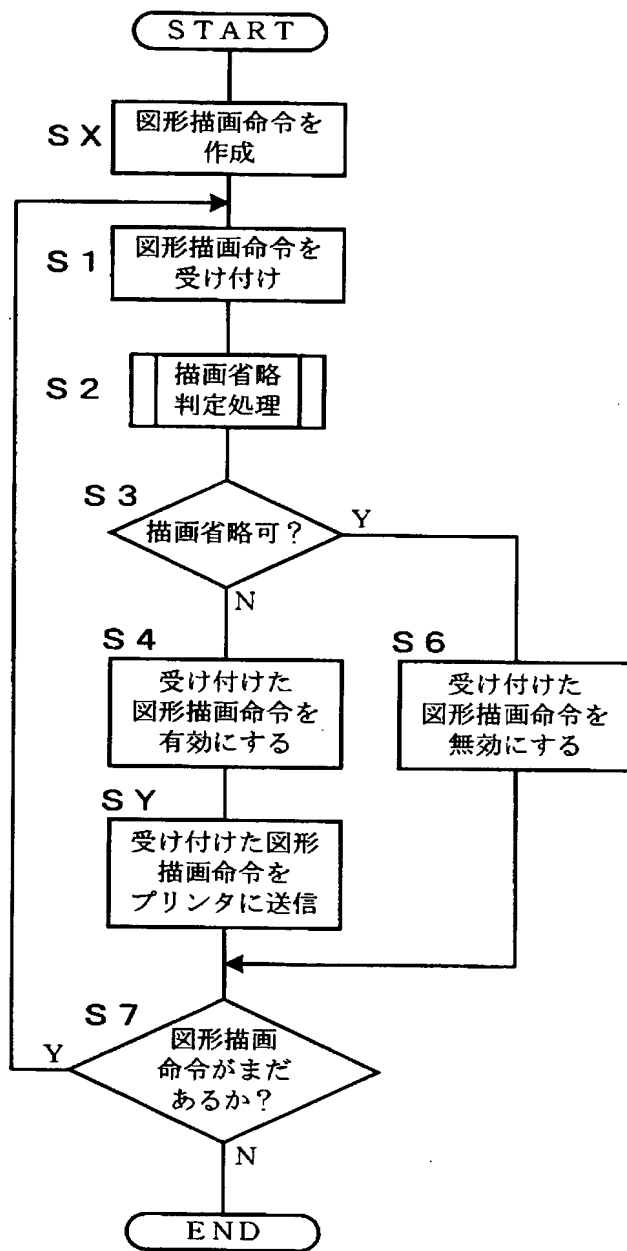 START
SX
図形描画命令を
作成
S1
図形描画命令を
受け付け
S2
描画省略
判定処理
S3
描画省略可?
Y
N
S4
受け付けた
図形描画命令を
有効にする
S6
受け付けた
図形描画命令を
無効にする
SY
受け付けた図形
描画命令を
プリンタに送信
S7
図形描画
命令がまだ
あるか?
Y
N
END